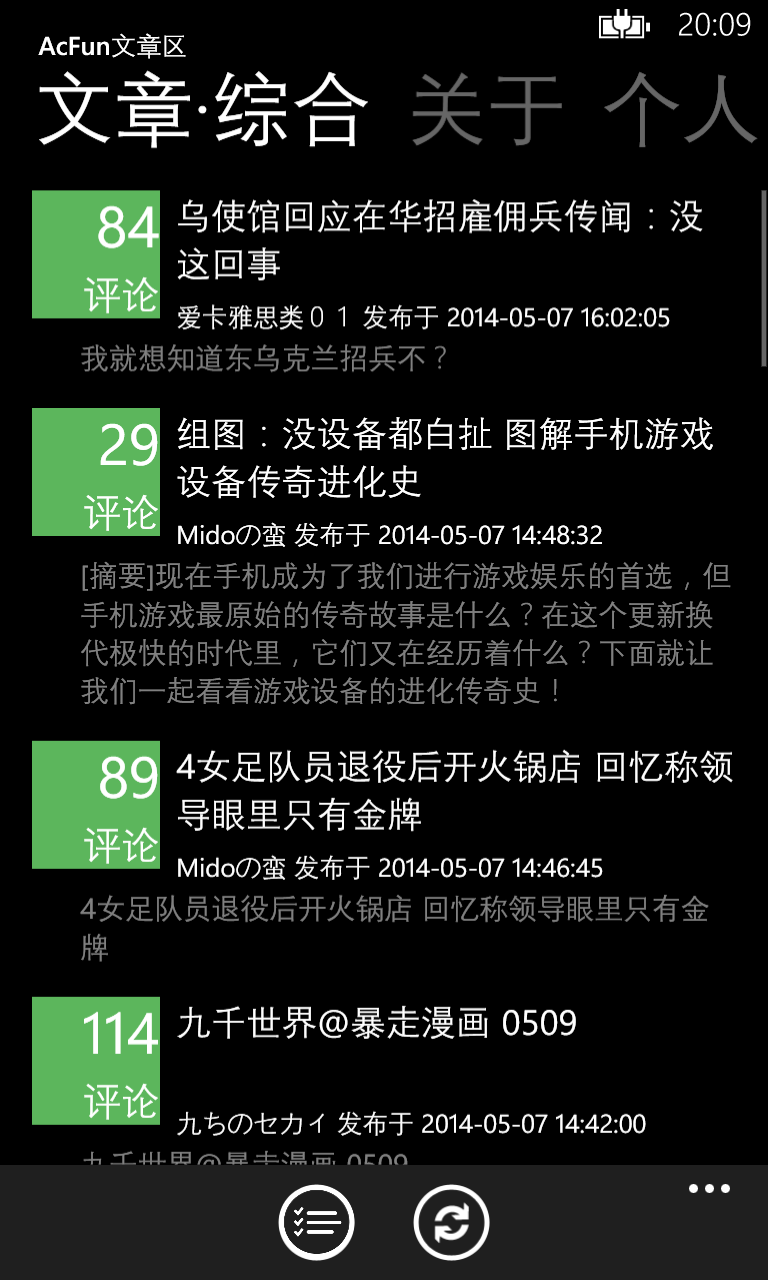 20:09
AcFun文章区
文章·综合 关于 个人
84
评论
乌使馆回应在华招雇佣兵传闻：没
这回事
爱卡雅思类０１ 发布于 2014-05-07 16:02:05
我就想知道东乌克兰招兵不？
29
评论
组图：没设备都白扯 图解手机游戏
设备传奇进化史
Midoの蛮 发布于 2014-05-07 14:48:32
[摘要]现在手机成为了我们进行游戏娱乐的首选，但
手机游戏最原始的传奇故事是什么？在这个更新换
代极快的时代里，它们又在经历着什么？下面就让
我们一起看看游戏设备的进化传奇史！
89
评论
4女足队员退役后开火锅店 回忆称领
导眼里只有金牌
Midoの蛮 发布于 2014-05-07 14:46:45
4女足队员退役后开火锅店 回忆称领导眼里只有金
牌
114
评论
九千世界@暴走漫画 0509
九ちのセカイ 发布于 2014-05-07 14:42:00
九千世界@暴走漫画 0509